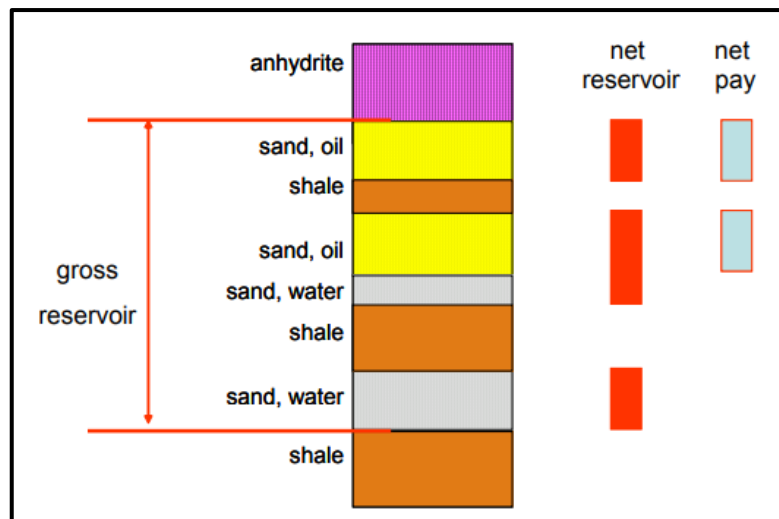 anhydrite
net
reservoir
net
pay
sand, oil
shale
sand, oil
gross
reservoir
sand, water
shale
sand, water
shale